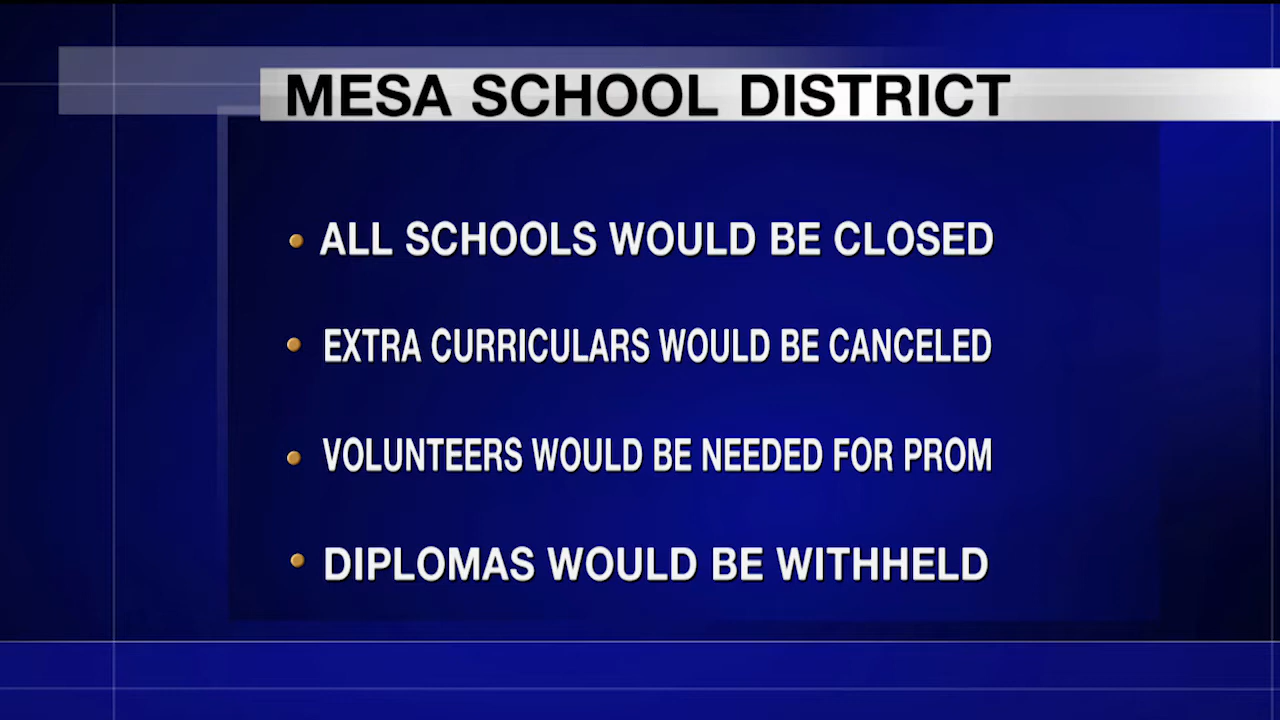 MESA SCHOOL DISTRICT
• ALL SCHOOLS WOULD BE CLOSED
• EXTRA CURRICULARS WOULD BE CANCELED
• VOLUNTEERS WOULD BE NEEDED FOR PROM
• DIPLOMAS WOULD BE WITHHELD